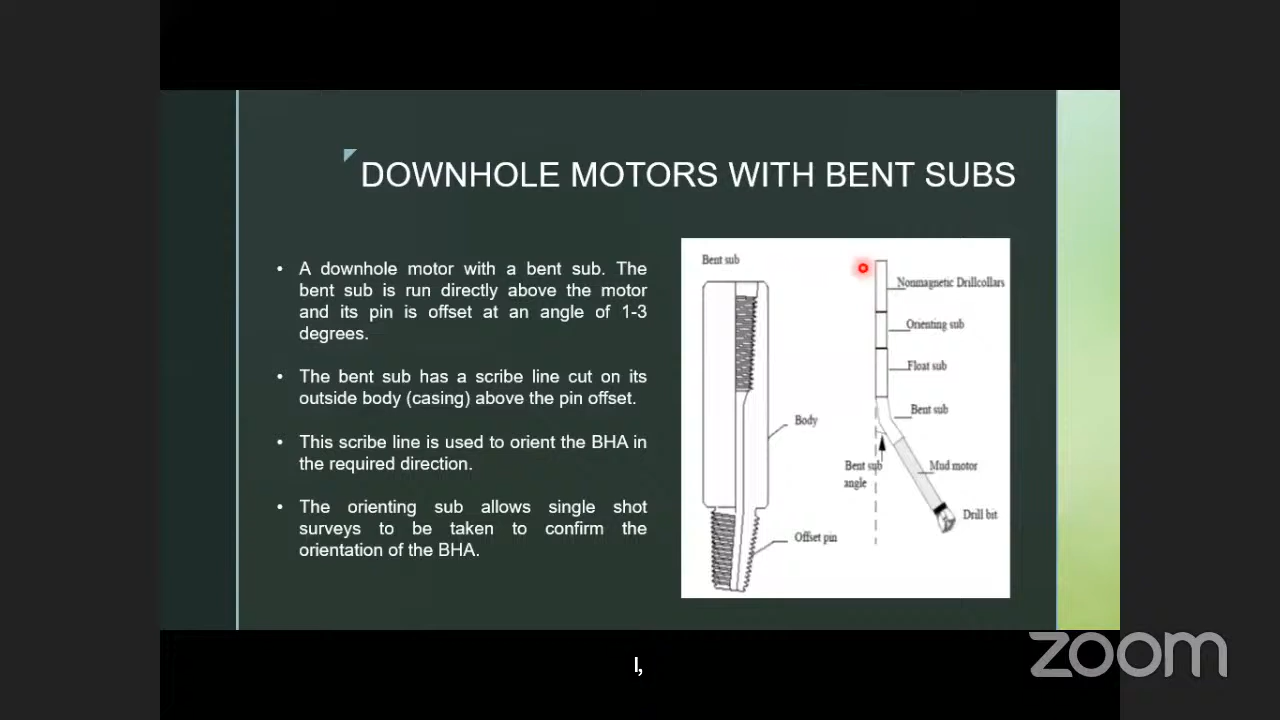 DOWNHOLE MOTORS WITH BENT SUBS
• A downhole motor with a bent sub. The
bent sub is run directly above the motor
and its pin is offset at an angle of 1-3
degrees.
• The bent sub has a scribe line cut on its
outside body (casing) above the pin offset.
• This scribe line is used to orient the BHA in
the required direction.
• The orienting sub allows single shot
surveys to be taken to confirm the
orientation of the BHA.
Bent sub
Body
Offset pin
Nonmagnetic Drillcollars
Orienting sub
Float sub
Bent sub
Bent sub
angle
Mud motor
Drill bit
I,
zoom